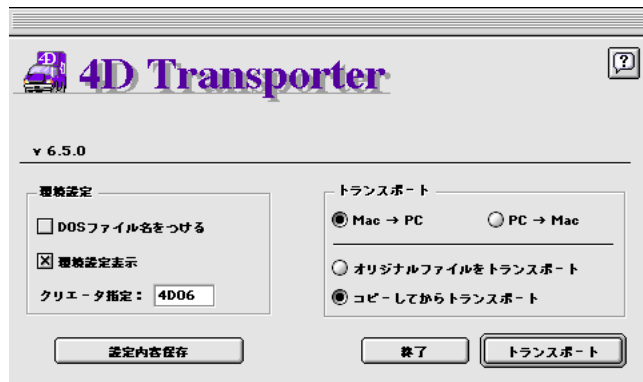 4D
4D Transporter
?
v 6.5.0
環境設定
DOSファイル名をつける
環境設定表示
クリエータ指定： 4D06
設定内容保存
トランスポート
Mac → PC
PC → Mac
オリジナルファイルをトランスポート
コピーしてからトランスポート
終了
トランスポート